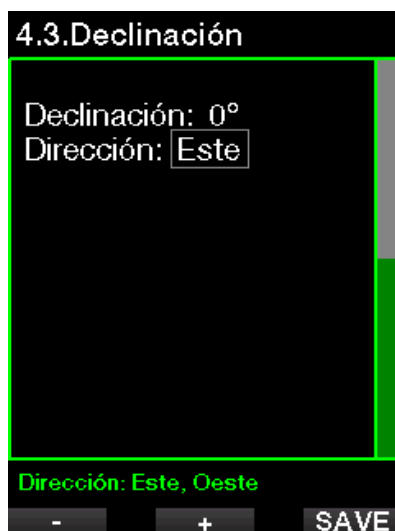 4.3.Declinación
Declinación: 0°
Dirección: Este
Dirección: Este, Oeste
- + SAVE